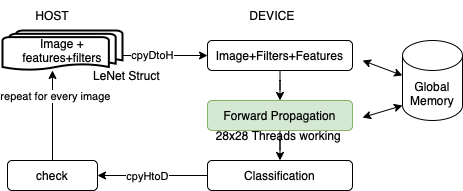 HOST
DEVICE
Image +
features+filters
cpyDtoH
Image+Filters+Features
LeNet Struct
Global
Memory
repeat for every image
Forward Propagation
28x28 Threads working
check
cpyHtoD
Classification